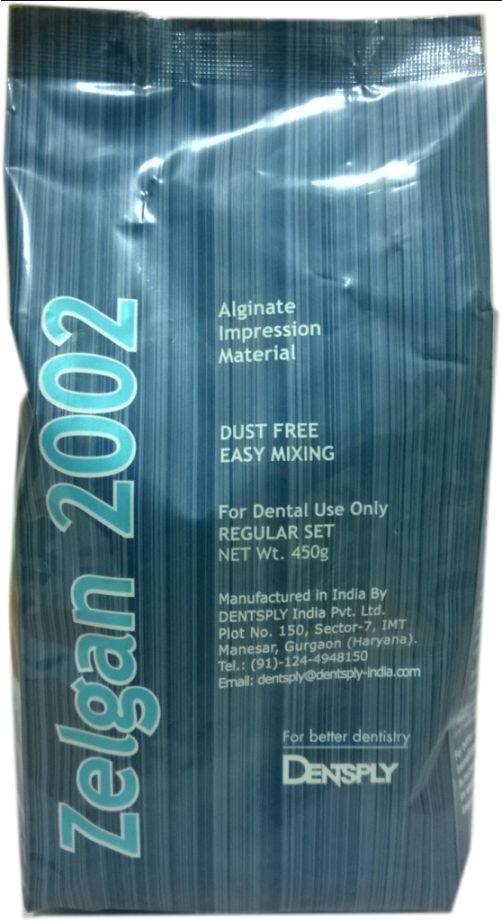 Zelgan 2002
Alginate
Impression
Material
DUST FREE
EASY MIXING
For Dental Use Only
REGULAR SET
NET Wt. 450g
Manufactured in India By
DENTSPLY India Pvt. Ltd.
Plot No. 150, Sector-7, IMT
Manesar, Gurgaon (Haryana).
Tel.: (91)-124-4948150
Email: dentsply@dentsply-india.com
For better dentistry
DENTSPLY